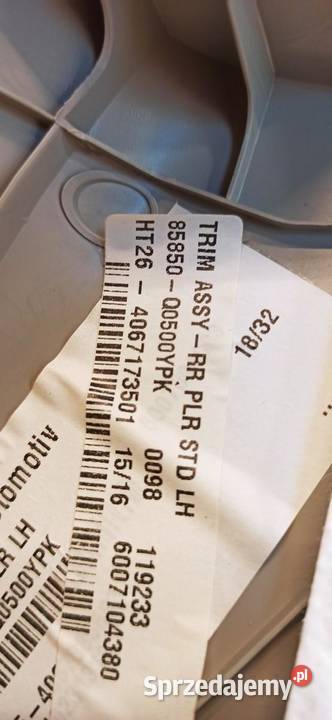 TRIM ASSY-RR PLR STD LH
85850-Q0500YPK 0098 119233
HT26 - 4067173501 15/16 6007104380
18/32
tomotiv
R LH
Q0500YPK
Sprzedajemy.pl